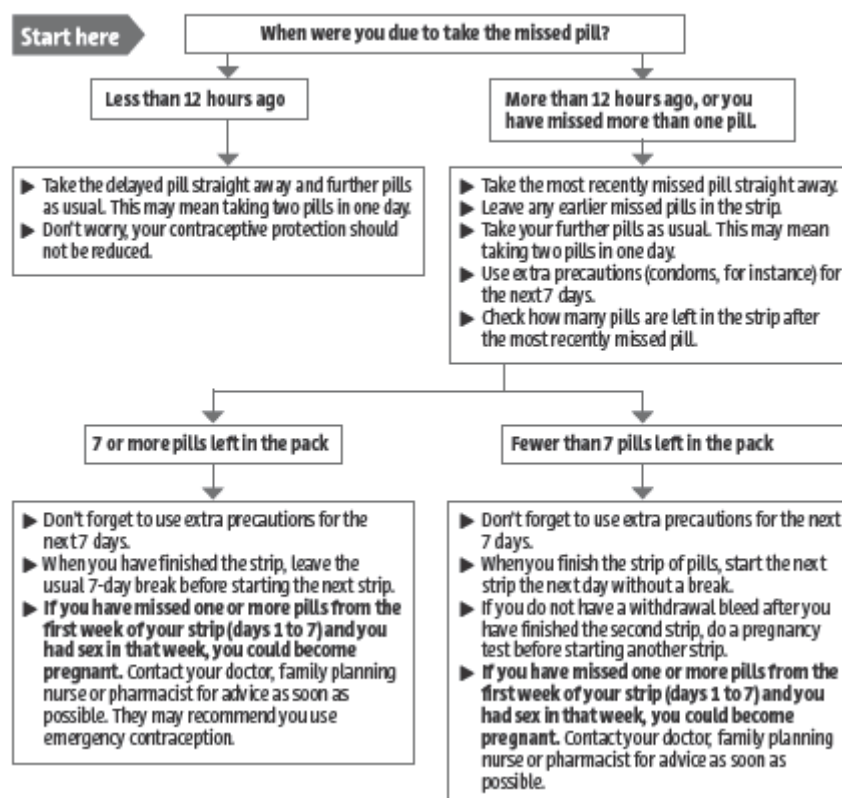 Start here
When were you due to take the missed pill?
Less than 12 hours ago
More than 12 hours ago, or you
have missed more than one pill.
▶ Take the delayed pill straight away and further pills
as usual. This may mean taking two pills in one day.
▶ Don't worry, your contraceptive protection should
not be reduced.
▶ Take the most recently missed pill straight away.
▶ Leave any earlier missed pills in the strip.
▶ Take your further pills as usual. This may mean
taking two pills in one day.
▶ Use extra precautions (condoms, for instance) for
the next 7 days.
▶ Check how many pills are left in the strip after
the most recently missed pill.
7 or more pills left in the pack
Fewer than 7 pills left in the pack
▶ Don't forget to use extra precautions for the
next 7 days.
▶ When you have finished the strip, leave the
usual 7-day break before starting the next strip.
▶ If you have missed one or more pills from the
first week of your strip (days 1 to 7) and you
had sex in that week, you could become
pregnant. Contact your doctor, family planning
nurse or pharmacist for advice as soon as
possible. They may recommend you use
emergency contraception.
▶ Don't forget to use extra precautions for the next
7 days.
▶ When you finish the strip of pills, start the next
strip the next day without a break.
▶ If you do not have a withdrawal bleed after you
have finished the second strip, do a pregnancy
test before starting another strip.
▶ If you have missed one or more pills from the
first week of your strip (days 1 to 7) and you
had sex in that week, you could become
pregnant. Contact your doctor, family planning
nurse or pharmacist for advice as soon as
possible.